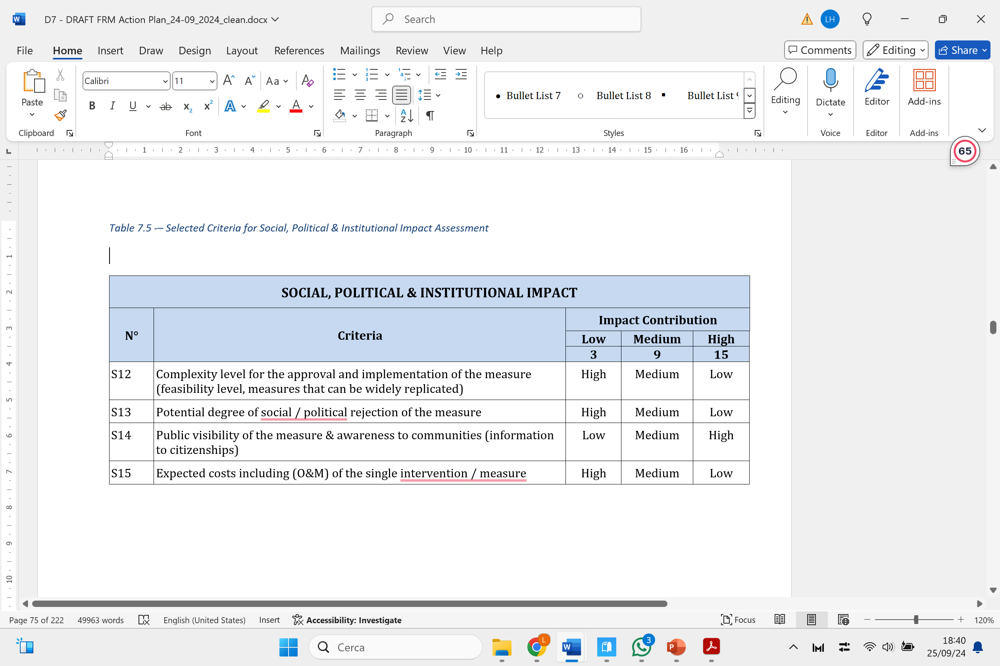 D7 - DRAFT FRM Action Plan_24-09_2024_clean.docx
Search
LH
File Home Insert Draw Design Layout References Mailings Review View Help
Comments Editing Share
Paste
Calibri 11
Aa
B I U ab x₂ x² A A
Bullet List 7 Bullet List 8 Bullet List 9
Editing Dictate Editor Add-ins
Clipboard Font Paragraph Styles Voice Editor Add-ins
1 2 3 4 5 6 7 8 9 10 11 12 13 14 15 16
65
Table 7.5 -– Selected Criteria for Social, Political & Institutional Impact Assessment
SOCIAL, POLITICAL & INSTITUTIONAL IMPACT
N° Criteria Impact Contribution
Low Medium High
3 9 15
S12 Complexity level for the approval and implementation of the measure High Medium Low
(feasibility level, measures that can be widely replicated)
S13 Potential degree of social / political rejection of the measure High Medium Low
S14 Public visibility of the measure & awareness to communities (information Low Medium High
to citizenships)
S15 Expected costs including (O&M) of the single intervention / measure High Medium Low
1 2 3 4 5 6 7 8 9 10
Page 75 of 222 49963 words English (United States) Insert Accessibility: Investigate Focus 120%
Cerca
L
3
18:40
25/09/24